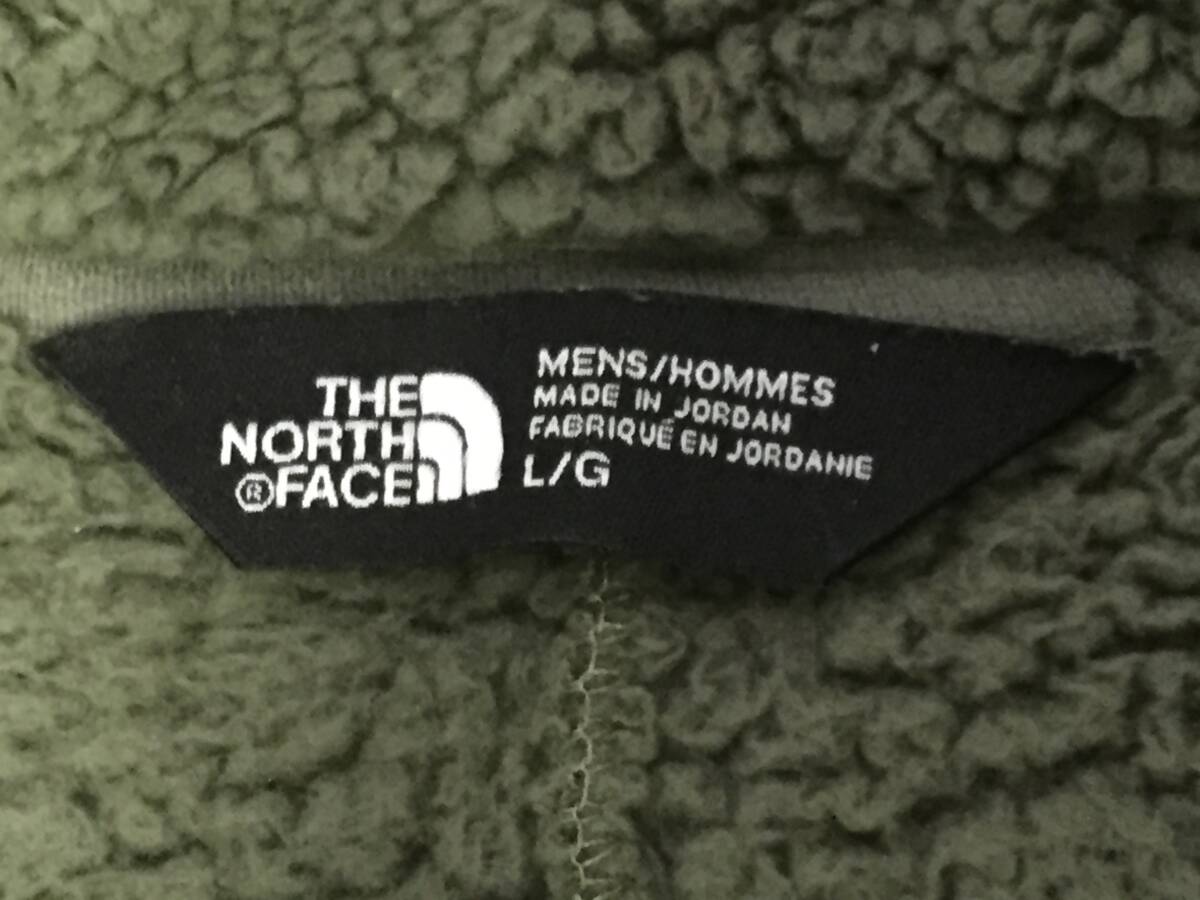 THE
NORTH
®FACE
MENS/HOMMES
MADE IN JORDAN
FABRIQUÉ EN JORDANIE
L/G